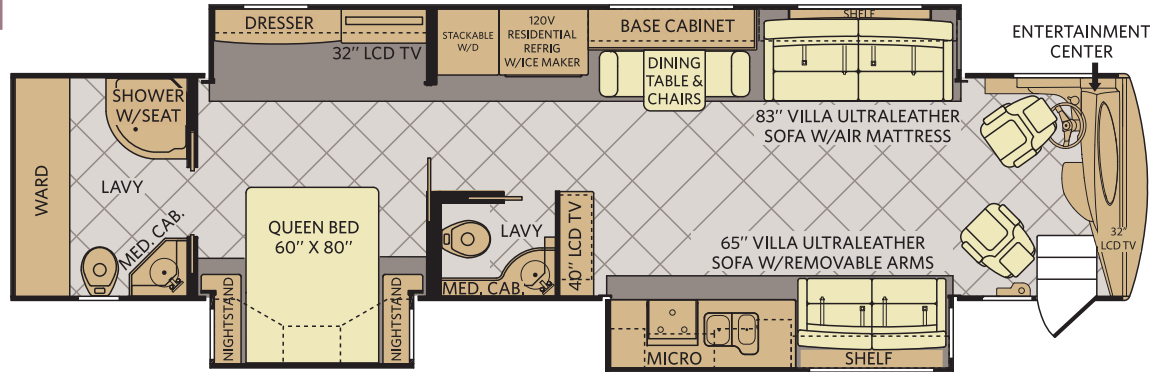 DRESSER
32" LCD TV
STACKABLE
W/D
120V
RESIDENTIAL
REFRIG
W/ICE MAKER
BASE CABINET
DINING
TABLE &
CHAIRS
SHELF
83" VILLA ULTRALEATHER
SOFA W/AIR MATTRESS
ENTERTAINMENT
CENTER
WARD
SHOWER
W/SEAT
LAVY
MED. CAB.
QUEEN BED
60" X 80"
NIGHTSTAND
NIGHTSTAND
LAVY
MED. CAB.
40" LCD TV
65" VILLA ULTRALEATHER
SOFA W/REMOVABLE ARMS
32"
LCD TV
MICRO
SHELF